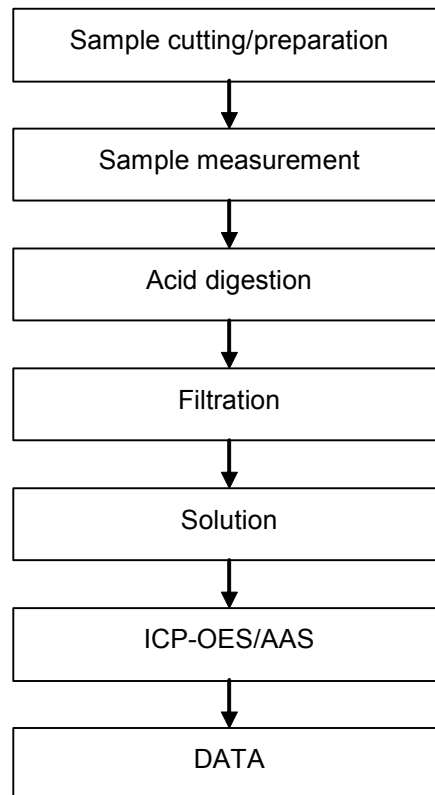 Sample cutting/preparation
Sample measurement
Acid digestion
Filtration
Solution
ICP-OES/AAS
DATA